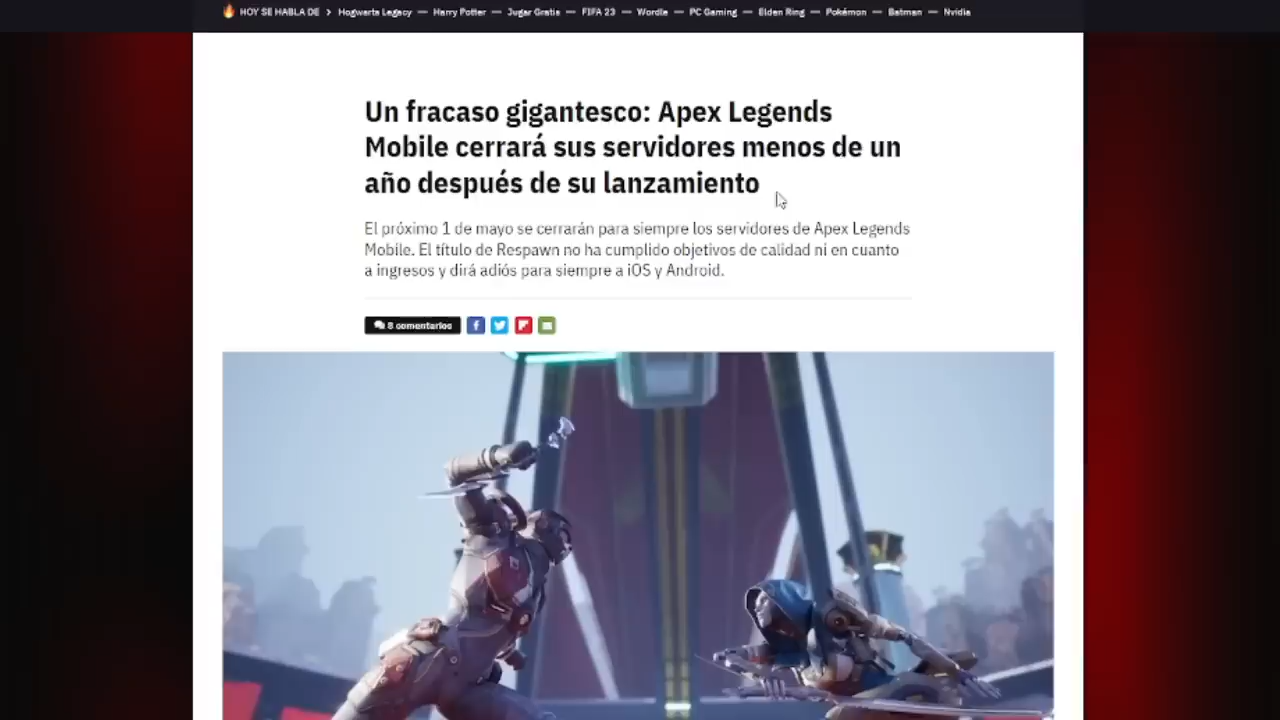 HOY SE HABLA DE > Hogwarts Legacy — Harry Potter — Jugar Gratis — FIFA 23 — Wordle — PC Gaming — Elden Ring — Pokémon — Batman — Nvidia
Un fracaso gigantesco: Apex Legends
Mobile cerrará sus servidores menos de un
año después de su lanzamiento
El próximo 1 de mayo se cerrarán para siempre los servidores de Apex Legends
Mobile. El título de Respawn no ha cumplido objetivos de calidad ni en cuanto
a ingresos y dirá adiós para siempre a iOS y Android.
8 comentarios